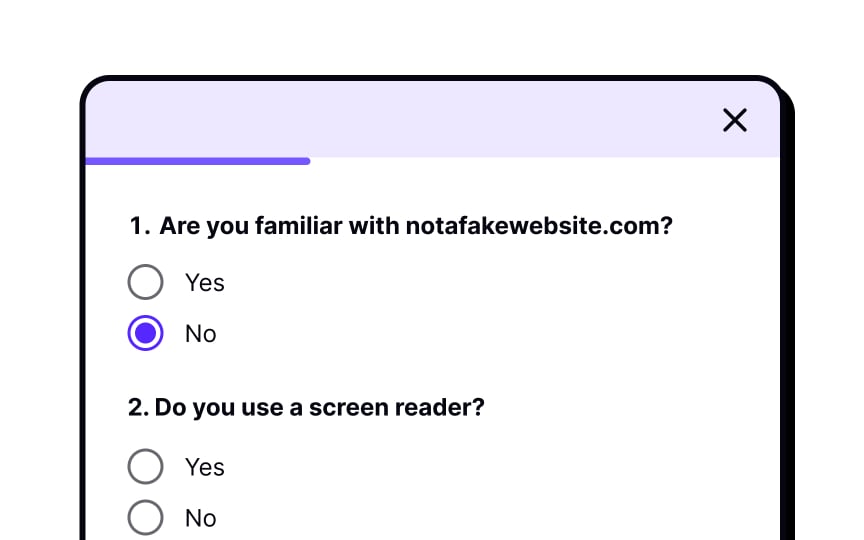 1. Are you familiar with notafakewebsite.com?
Yes
No
2. Do you use a screen reader?
Yes
No